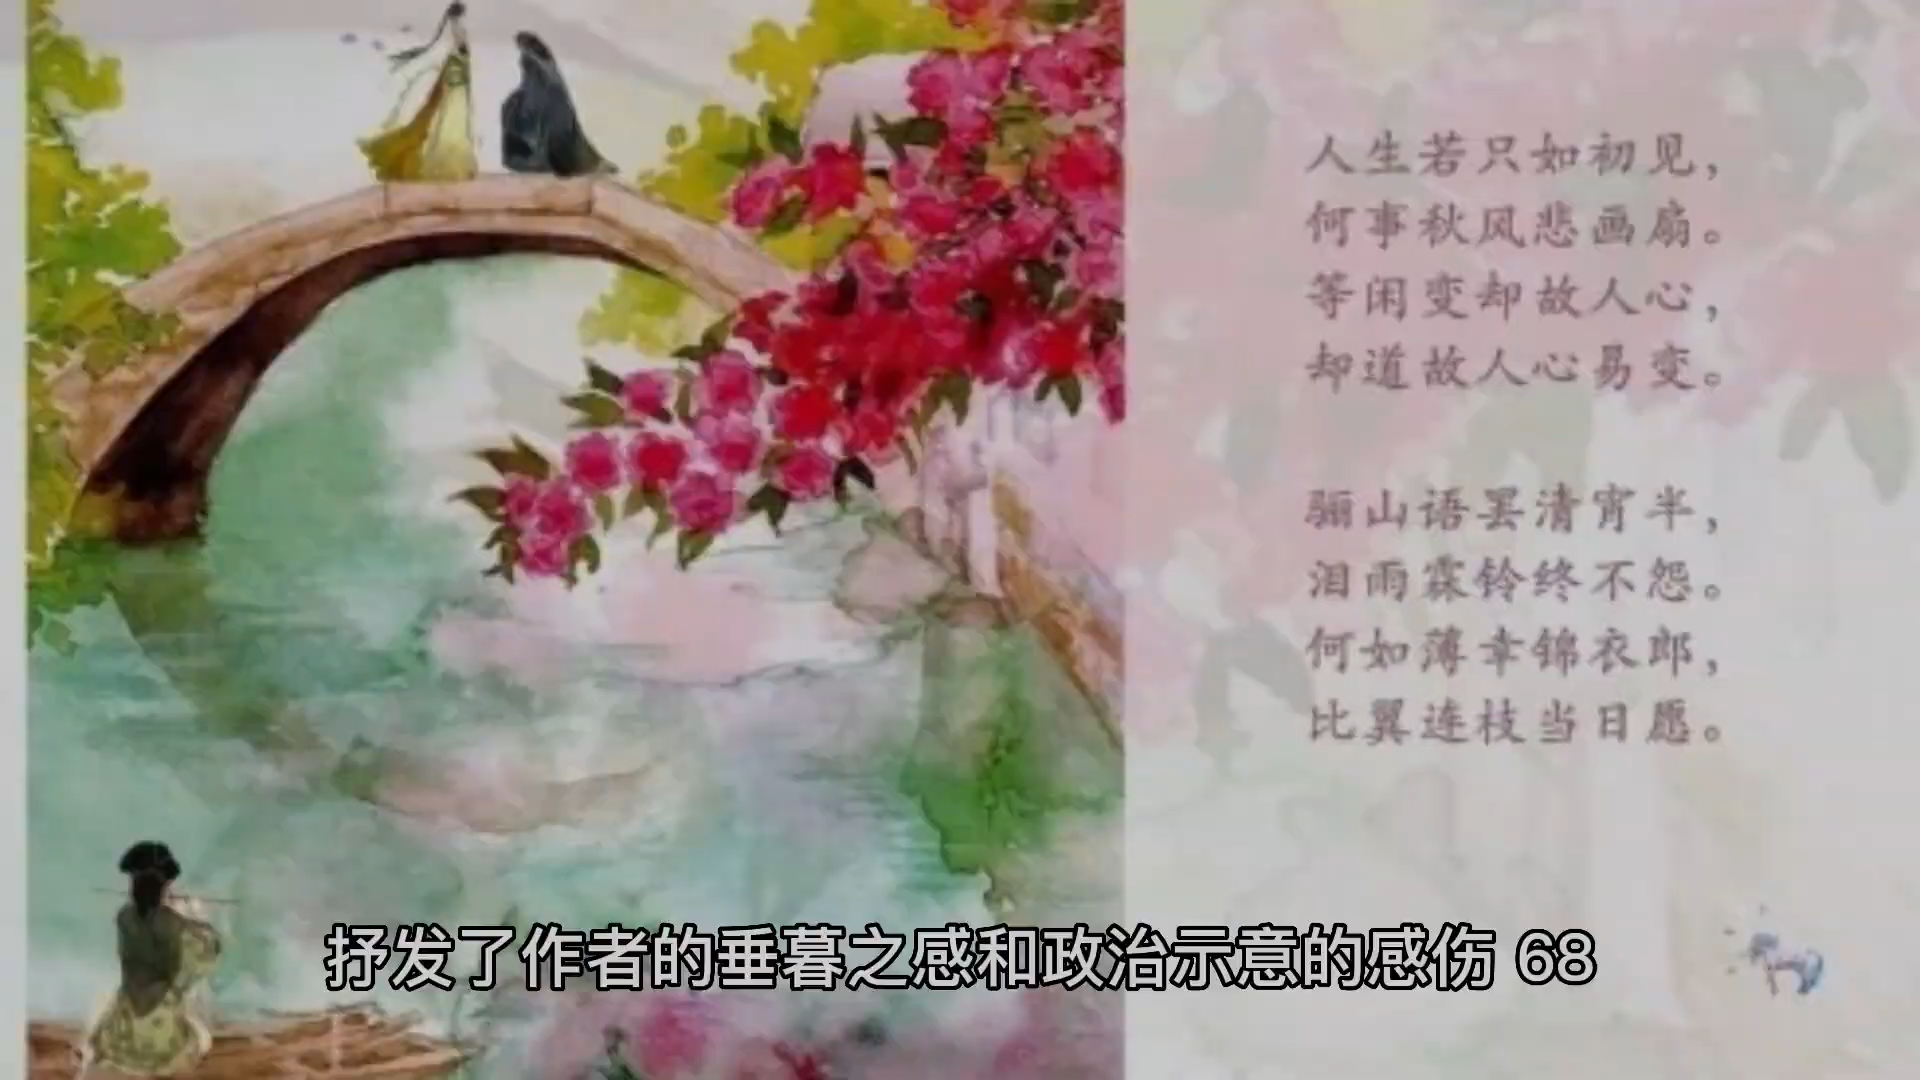 人生若只如初见，
何事秋风悲画扇。
等闲变却故人心，
却道故人心易变。
骊山语罢清宵半，
泪雨霖铃终不怨。
何如薄幸锦衣郎，
比翼连枝当日愿。
抒发了作者的垂暮之感和政治示意的感伤 68